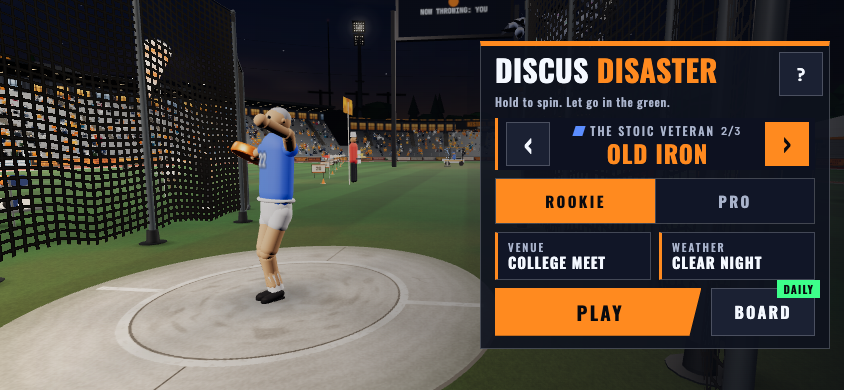 NOW THROWING: YOU
DISCUS DISASTER
?
Hold to spin. Let go in the green.
THE STOIC VETERAN 2/3
OLD IRON
ROOKIE
PRO
VENUE
COLLEGE MEET
WEATHER
CLEAR NIGHT
DAILY
PLAY
BOARD